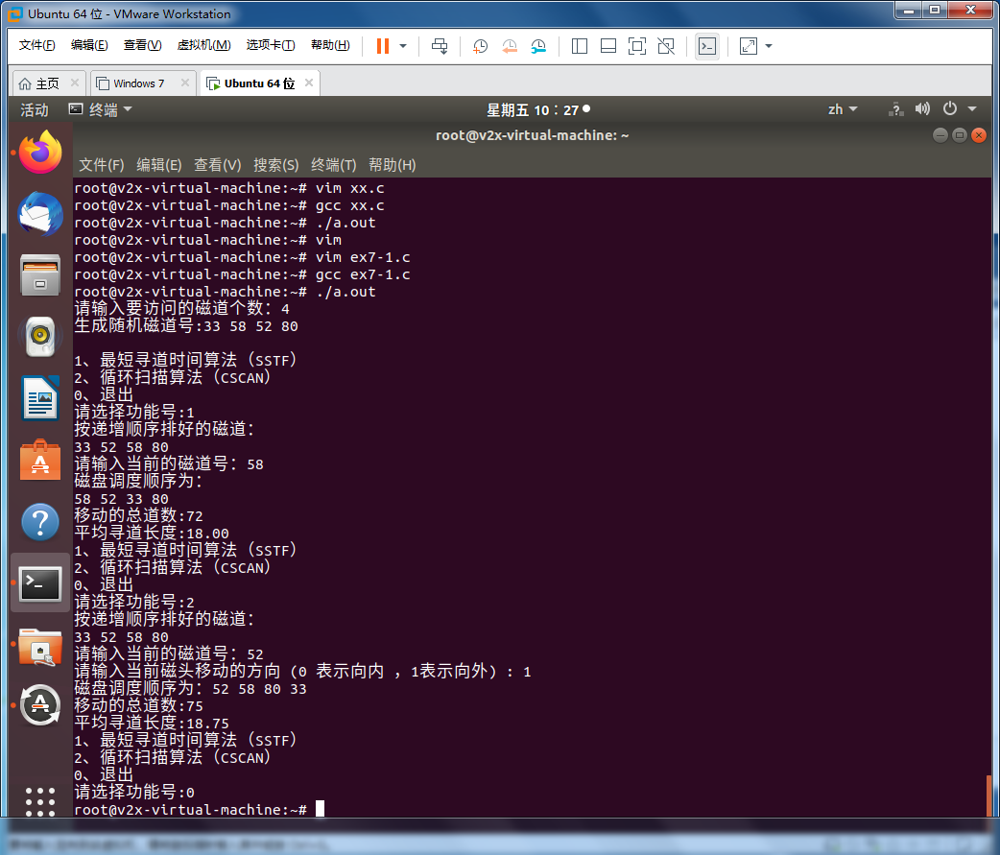 Ubuntu 64 位 - VMware Workstation
文件(F) 编辑(E) 查看(V) 虚拟机(M) 选项卡(T) 帮助(H)
主页 Windows 7 Ubuntu 64 位
活动 终端 星期五 10：27 zh
root@v2x-virtual-machine: ~
文件(F) 编辑(E) 查看(V) 搜索(S) 终端(T) 帮助(H)
root@v2x-virtual-machine:~# vim xx.c
root@v2x-virtual-machine:~# gcc xx.c
root@v2x-virtual-machine:~# ./a.out
root@v2x-virtual-machine:~# vim
root@v2x-virtual-machine:~# vim ex7-1.c
root@v2x-virtual-machine:~# gcc ex7-1.c
root@v2x-virtual-machine:~# ./a.out
请输入要访问的磁道个数：4
生成随机磁道号:33 58 52 80
1、最短寻道时间算法（SSTF）
2、循环扫描算法（CSCAN）
0、退出
请选择功能号:1
按递增顺序排好的磁道：
33 52 58 80
请输入当前的磁道号：58
磁盘调度顺序为：
58 52 33 80
移动的总道数:72
平均寻道长度:18.00
1、最短寻道时间算法（SSTF）
2、循环扫描算法（CSCAN）
0、退出
请选择功能号:2
按递增顺序排好的磁道：
33 52 58 80
请输入当前的磁道号：52
请输入当前磁头移动的方向（0 表示向内 ，1表示向外）: 1
磁盘调度顺序为：52 58 80 33
移动的总道数:75
平均寻道长度:18.75
1、最短寻道时间算法（SSTF）
2、循环扫描算法（CSCAN）
0、退出
请选择功能号:0
root@v2x-virtual-machine:~#